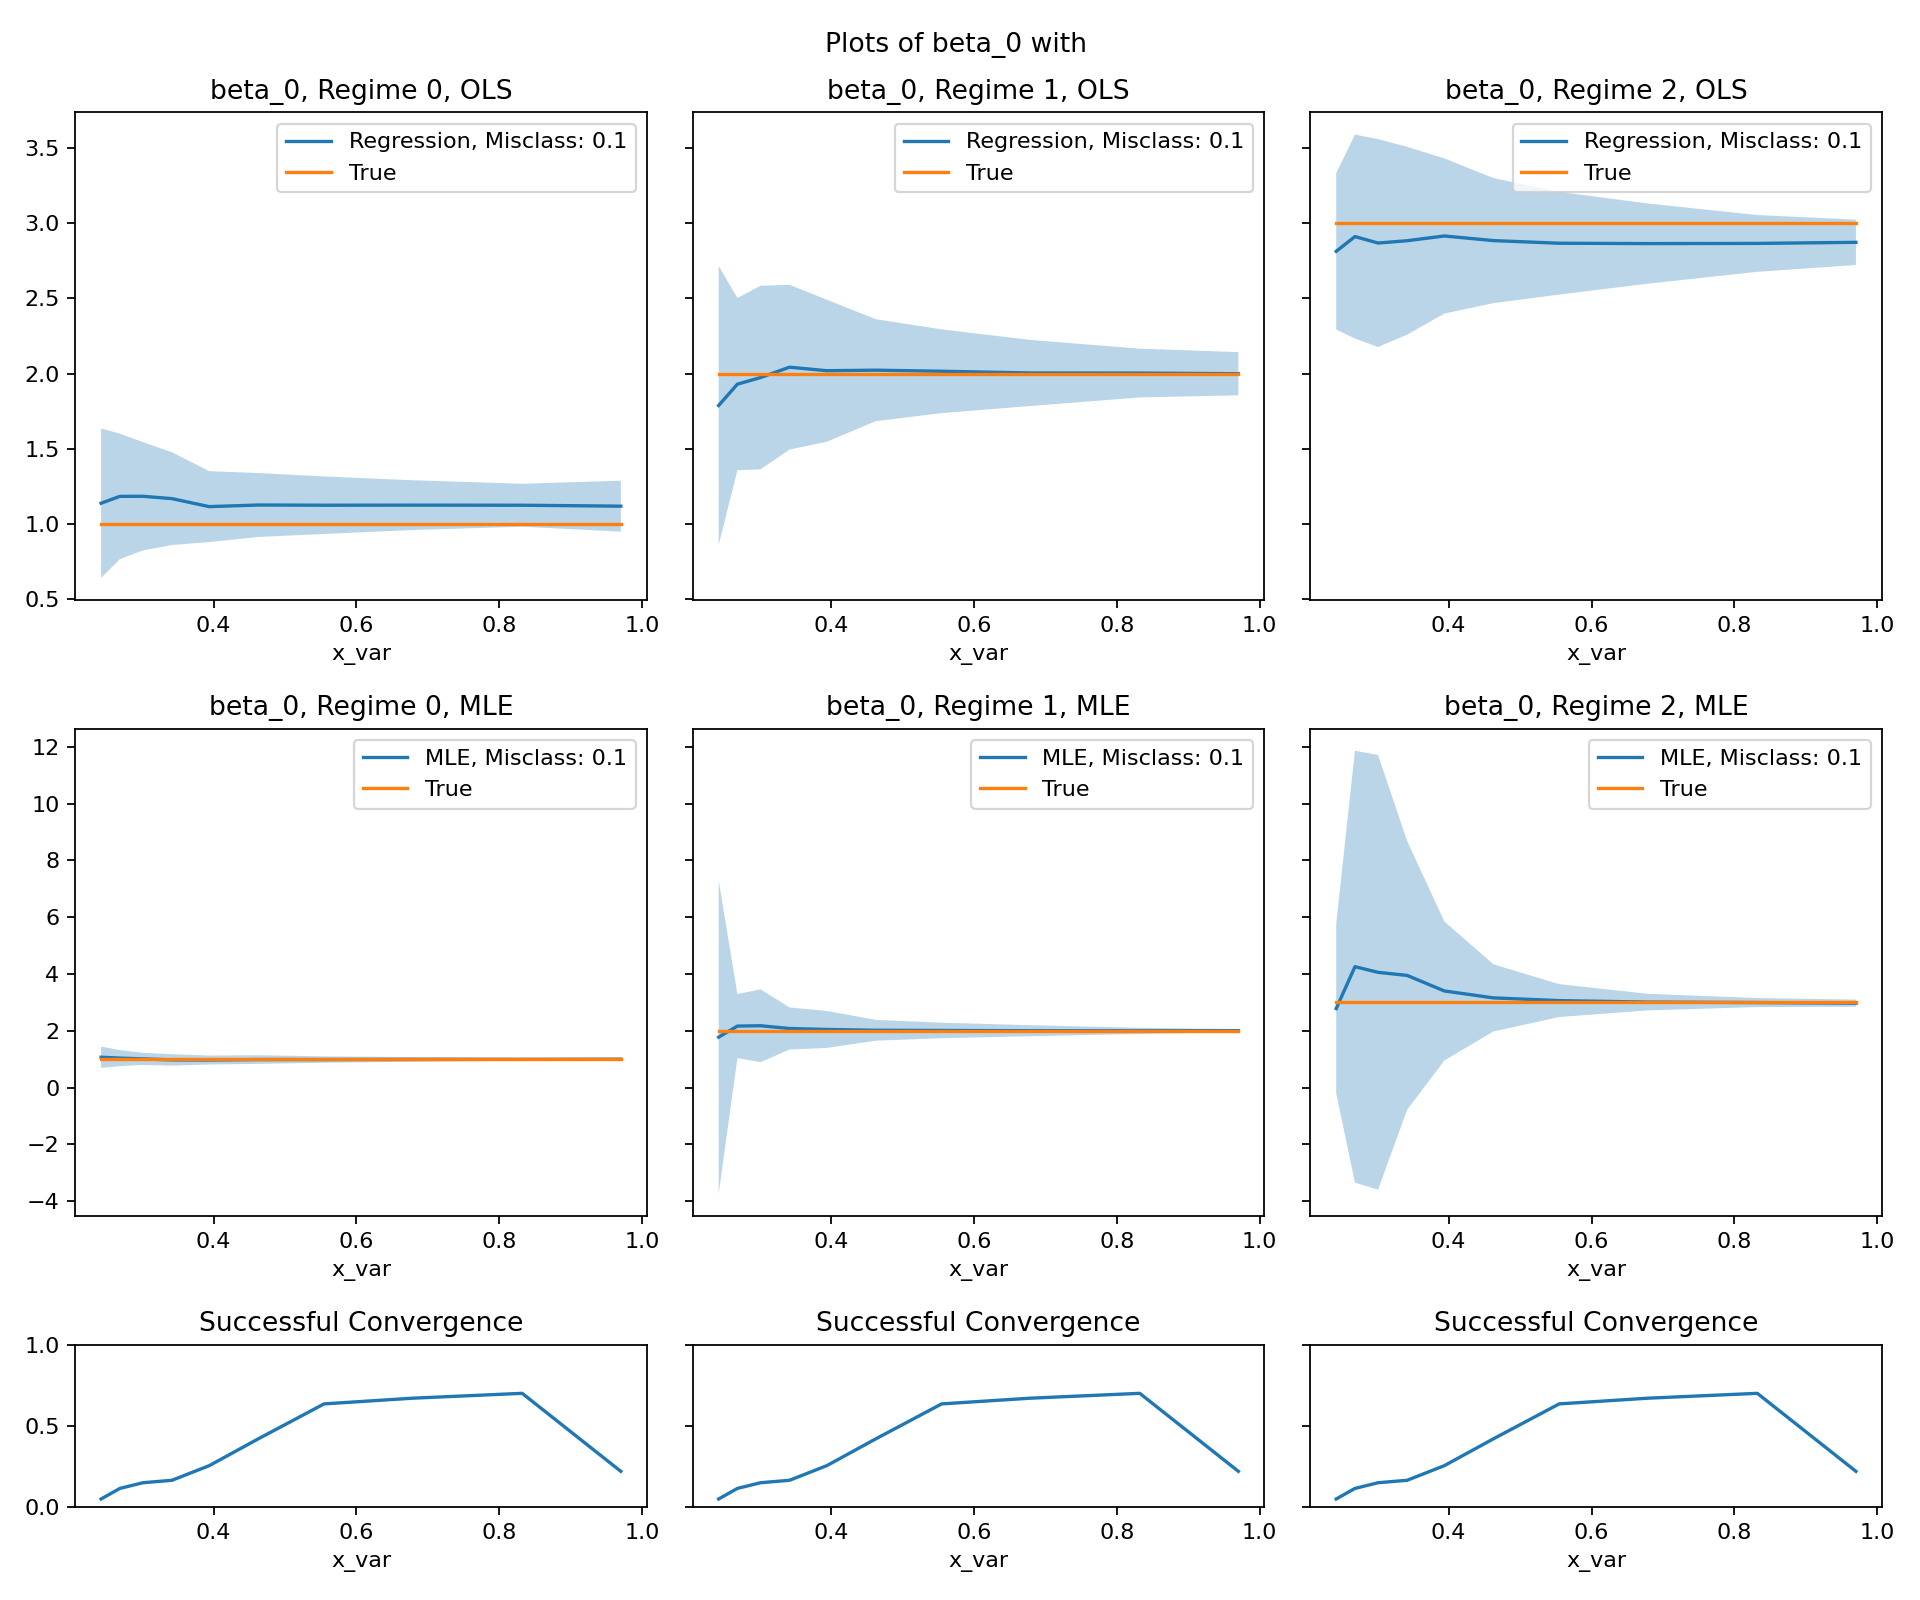 Plots of beta_0 with
beta_0, Regime 0, OLS
Regression, Misclass: 0.1
True
3.5
3.0
2.5
2.0
1.5
1.0
0.5
0.4 0.6 0.8 1.0
x_var
beta_0, Regime 1, OLS
Regression, Misclass: 0.1
True
0.4 0.6 0.8 1.0
x_var
beta_0, Regime 2, OLS
Regression, Misclass: 0.1
True
0.4 0.6 0.8 1.0
x_var
beta_0, Regime 0, MLE
MLE, Misclass: 0.1
True
12
10
8
6
4
2
0
−2
−4
0.4 0.6 0.8 1.0
x_var
beta_0, Regime 1, MLE
MLE, Misclass: 0.1
True
0.4 0.6 0.8 1.0
x_var
beta_0, Regime 2, MLE
MLE, Misclass: 0.1
True
0.4 0.6 0.8 1.0
x_var
Successful Convergence
1.0
0.5
0.0
0.4 0.6 0.8 1.0
x_var
Successful Convergence
0.4 0.6 0.8 1.0
x_var
Successful Convergence
0.4 0.6 0.8 1.0
x_var